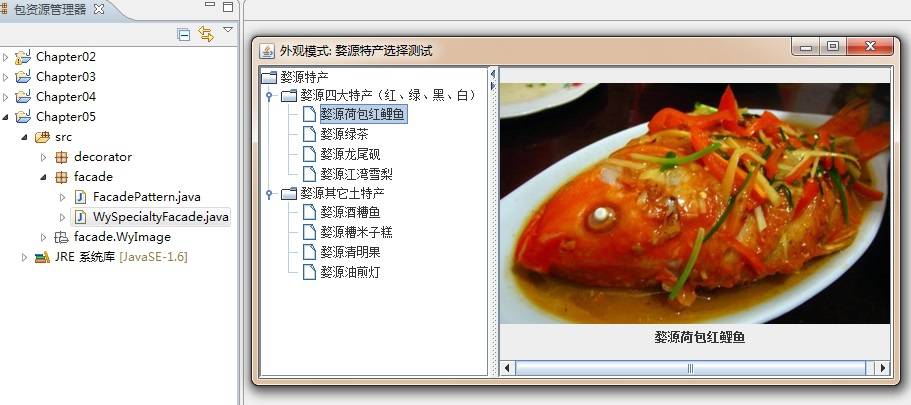 包资源管理器
Chapter02
Chapter03
Chapter04
Chapter05
src
decorator
facade
FacadePattern.java
WySpecialtyFacade.java
facade.WyImage
JRE 系统库 [JavaSE-1.6]
外观模式: 婺源特产选择测试
婺源特产
婺源四大特产（红、绿、黑、白）
婺源荷包红鲤鱼
婺源绿茶
婺源龙尾砚
婺源江湾雪梨
婺源其它土特产
婺源酒糟鱼
婺源糟米子糕
婺源清明果
婺源油煎灯
婺源荷包红鲤鱼